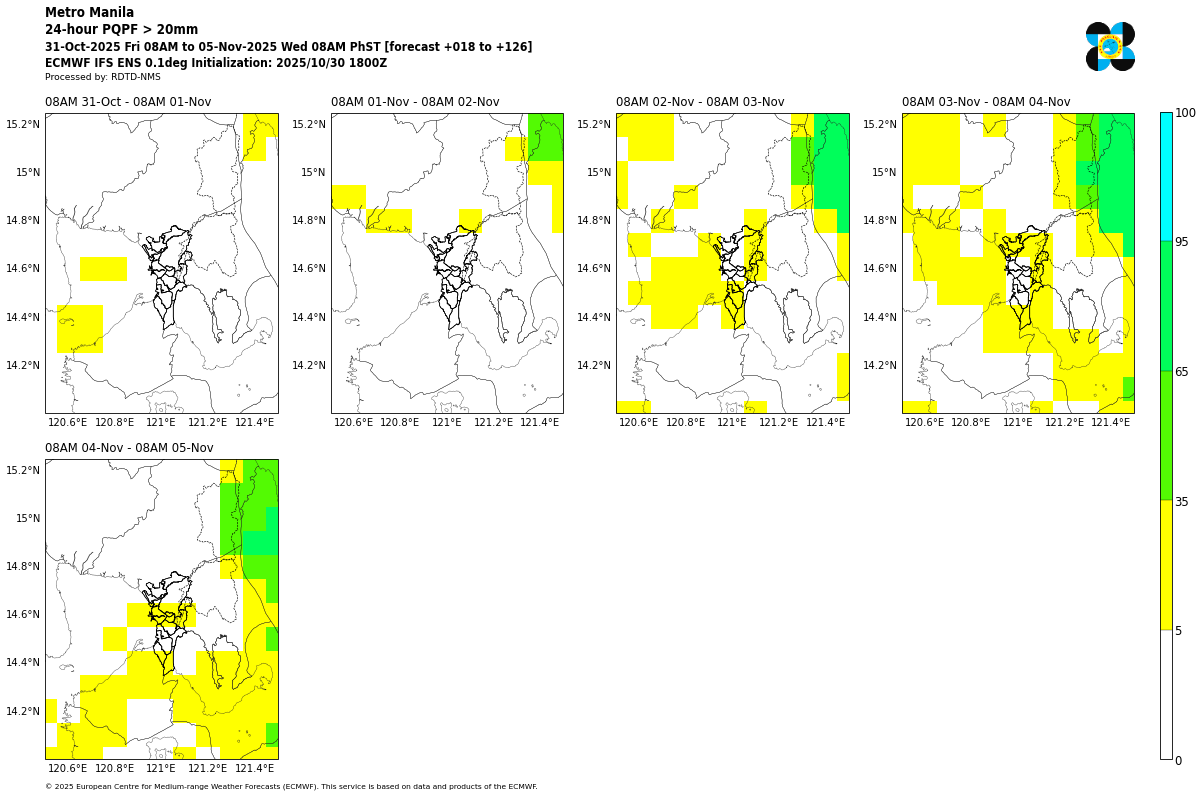 Metro Manila
24-hour PQPF > 20mm
31-Oct-2025 Fri 08AM to 05-Nov-2025 Wed 08AM PhST [forecast +018 to +126]
ECMWF IFS ENS 0.1deg Initialization: 2025/10/30 1800Z
Processed by: RDTD-NMS
08AM 31-Oct - 08AM 01-Nov
08AM 01-Nov - 08AM 02-Nov
08AM 02-Nov - 08AM 03-Nov
08AM 03-Nov - 08AM 04-Nov
15.2°N
15°N
14.8°N
14.6°N
14.4°N
14.2°N
120.6°E 120.8°E 121°E 121.2°E 121.4°E
15.2°N
15°N
14.8°N
14.6°N
14.4°N
14.2°N
120.6°E 120.8°E 121°E 121.2°E 121.4°E
15.2°N
15°N
14.8°N
14.6°N
14.4°N
14.2°N
120.6°E 120.8°E 121°E 121.2°E 121.4°E
15.2°N
15°N
14.8°N
14.6°N
14.4°N
14.2°N
120.6°E 120.8°E 121°E 121.2°E 121.4°E
100
95
65
35
5
0
08AM 04-Nov - 08AM 05-Nov
15.2°N
15°N
14.8°N
14.6°N
14.4°N
14.2°N
120.6°E 120.8°E 121°E 121.2°E 121.4°E
© 2025 European Centre for Medium-range Weather Forecasts (ECMWF). This service is based on data and products of the ECMWF.